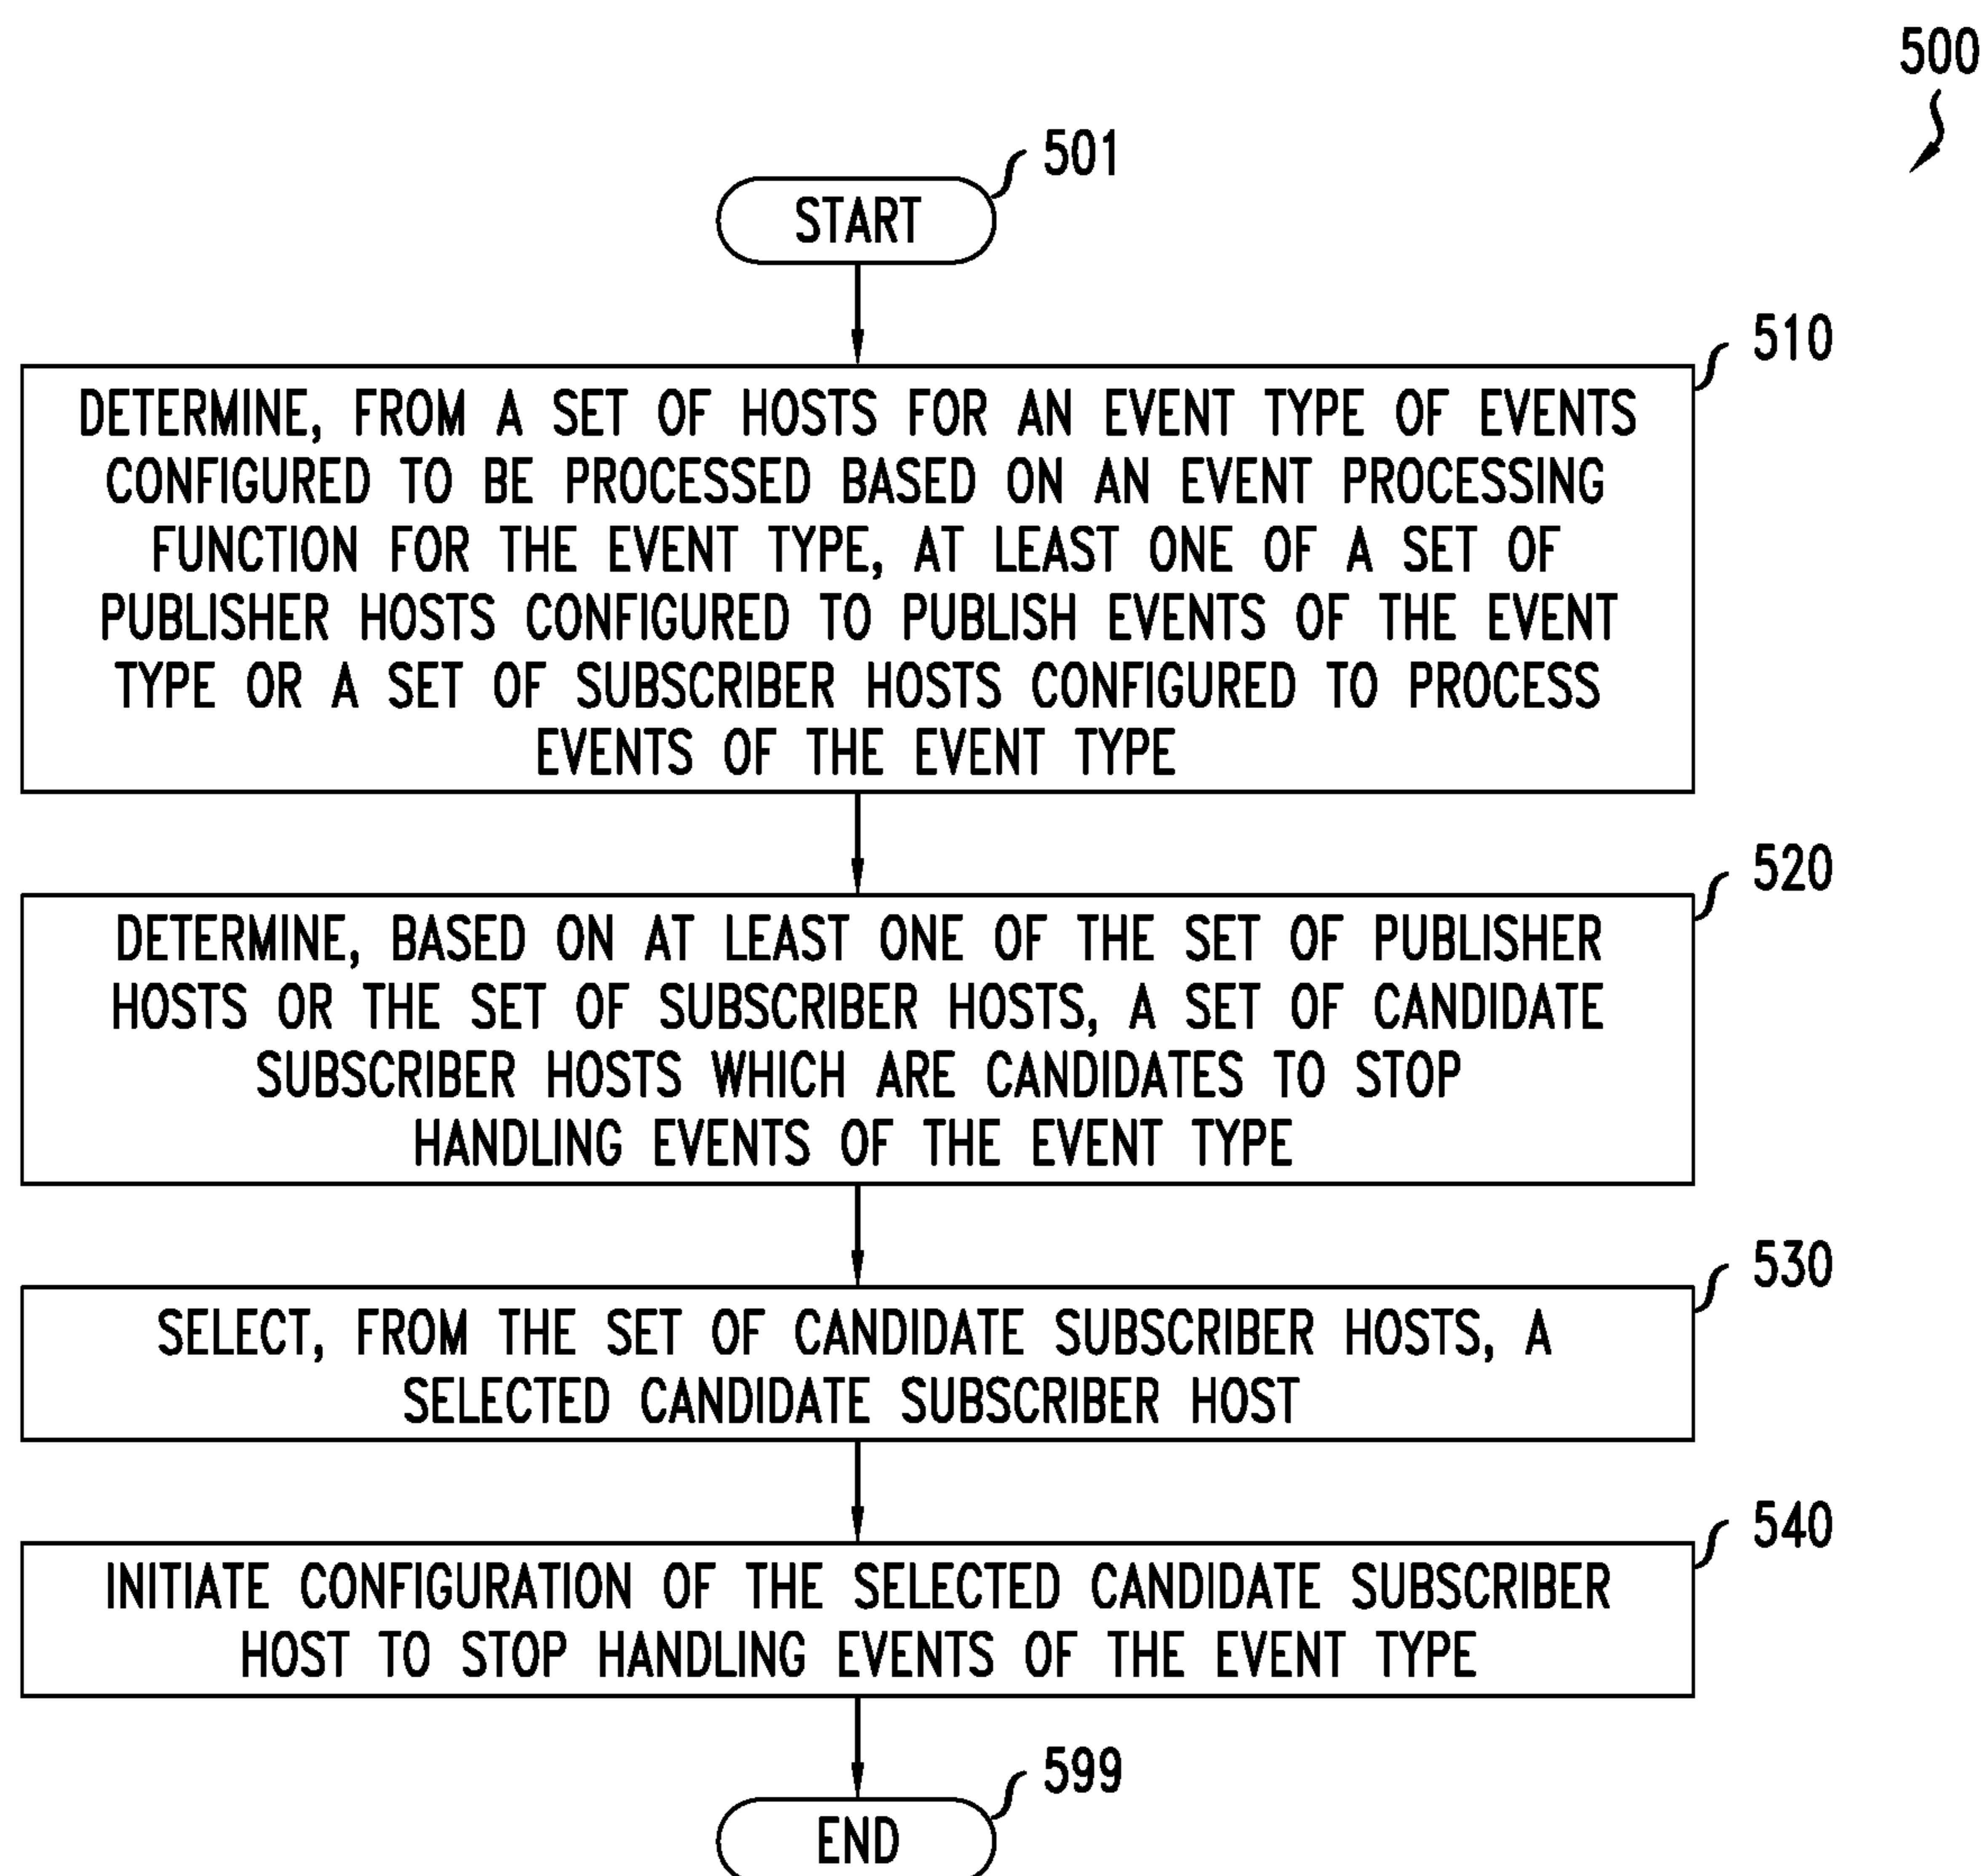 500
501
START
510
DETERMINE, FROM A SET OF HOSTS FOR AN EVENT TYPE OF EVENTS
CONFIGURED TO BE PROCESSED BASED ON AN EVENT PROCESSING
FUNCTION FOR THE EVENT TYPE, AT LEAST ONE OF A SET OF
PUBLISHER HOSTS CONFIGURED TO PUBLISH EVENTS OF THE EVENT
TYPE OR A SET OF SUBSCRIBER HOSTS CONFIGURED TO PROCESS
EVENTS OF THE EVENT TYPE
520
DETERMINE, BASED ON AT LEAST ONE OF THE SET OF PUBLISHER
HOSTS OR THE SET OF SUBSCRIBER HOSTS, A SET OF CANDIDATE
SUBSCRIBER HOSTS WHICH ARE CANDIDATES TO STOP
HANDLING EVENTS OF THE EVENT TYPE
530
SELECT, FROM THE SET OF CANDIDATE SUBSCRIBER HOSTS, A
SELECTED CANDIDATE SUBSCRIBER HOST
540
INITIATE CONFIGURATION OF THE SELECTED CANDIDATE SUBSCRIBER
HOST TO STOP HANDLING EVENTS OF THE EVENT TYPE
599
END